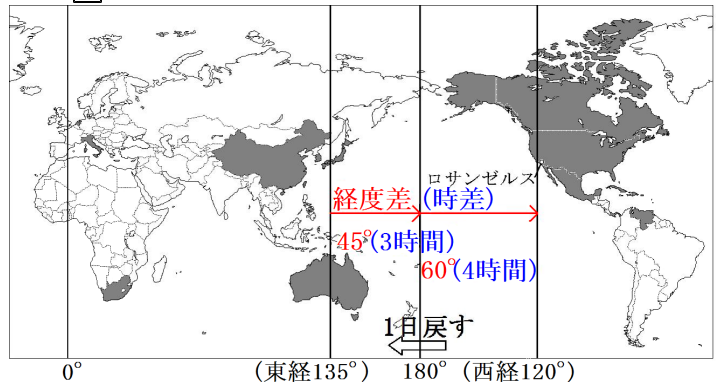 ロサンゼルス
経度差(時差)
45°(3時間)
60°(4時間)
1日戻す
0° (東経135°) 180° (西経120°)